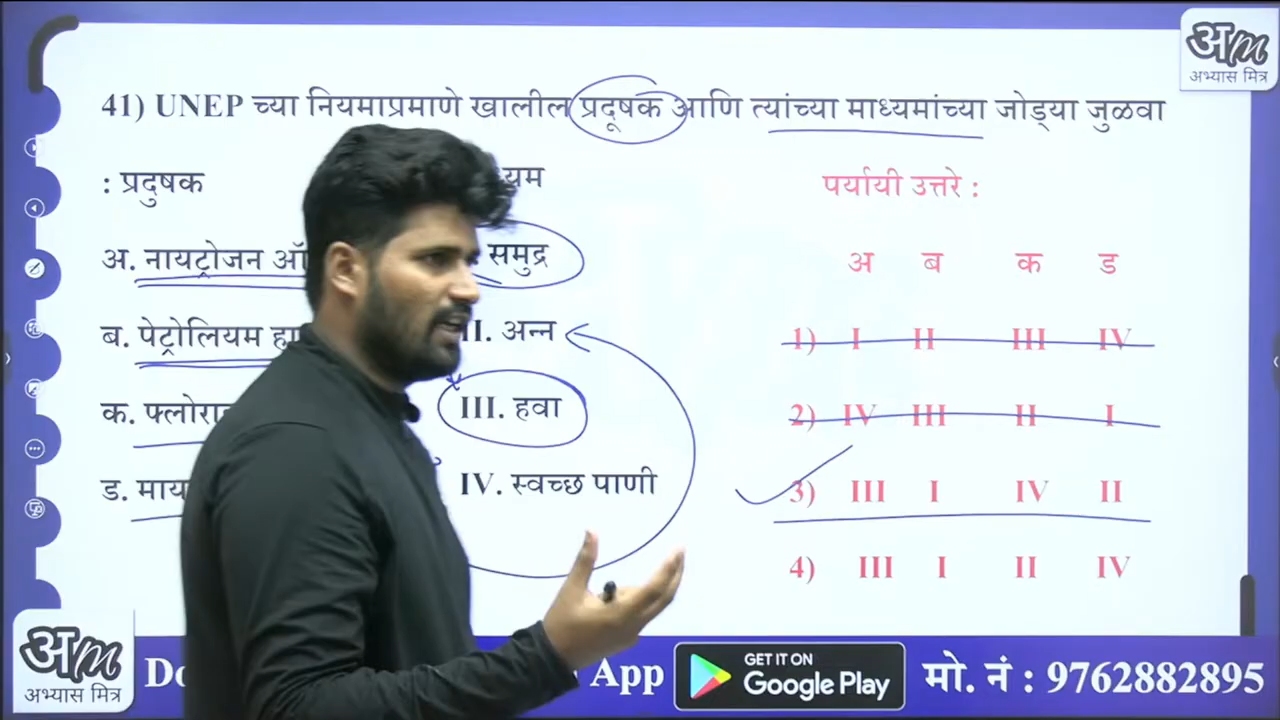 अm
अभ्यास मित्र
41) UNEP च्या नियमाप्रमाणे खालील प्रदूषक आणि त्यांच्या माध्यमांच्या जोड्या जुळवा
: प्रदुषक
पर्यायी उत्तरे :
अ. नायट्रोजन समुद्र
अ ब क ड
ब. पेट्रोलियम II. अन्न
1) I II III IV
क. III. हवा
2) IV III II I
ड. IV. स्वच्छ पाणी
3) III I IV II
4) III I II IV
अm
अभ्यास मित्र
App
GET IT ON
Google Play
मो. नं : 9762882895